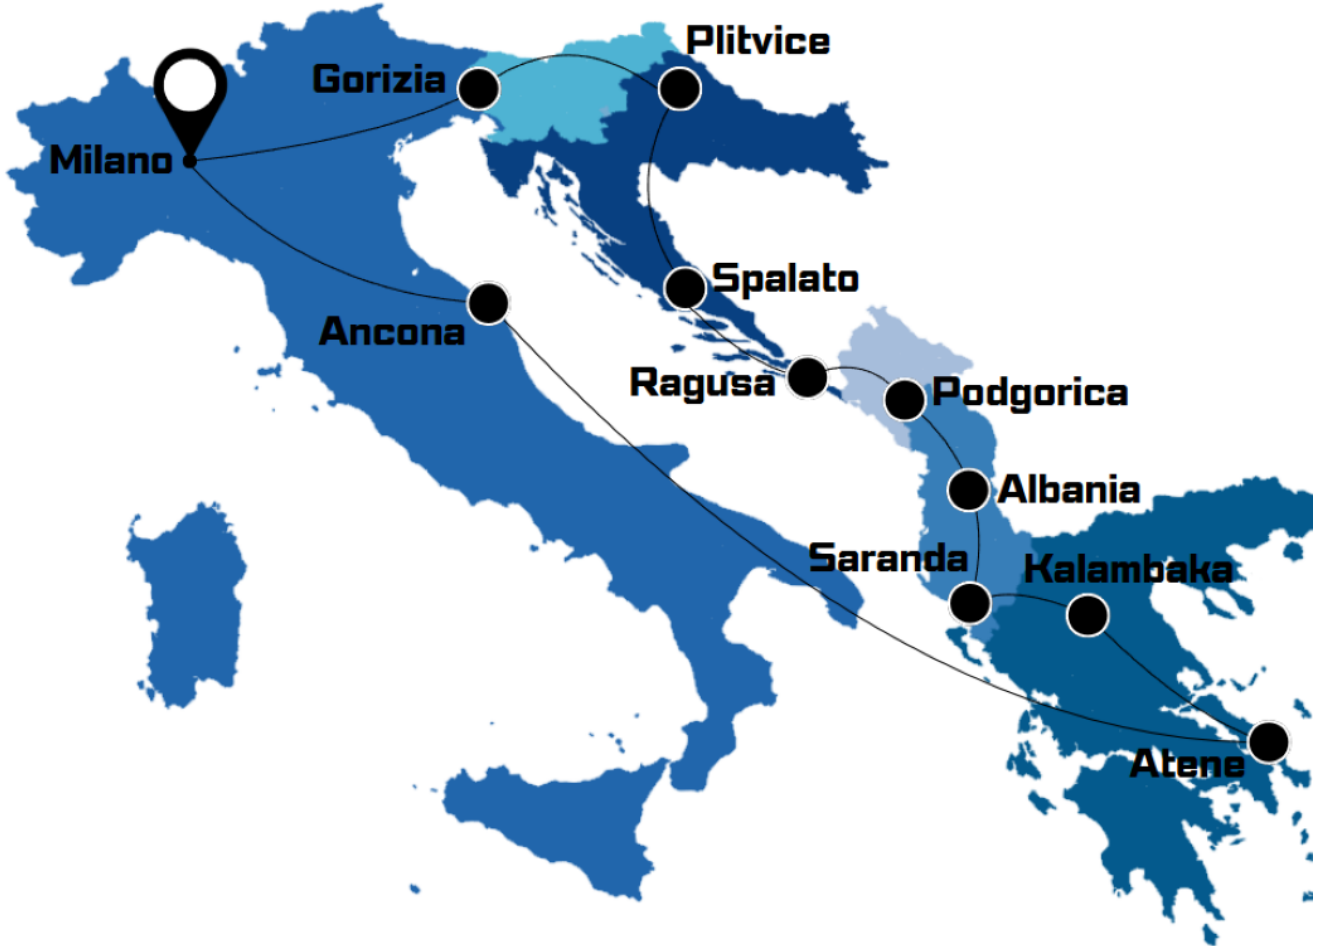 Plitvice
Gorizia
Milano
Spalato
Ancona
Ragusa
Podgorica
Albania
Saranda
Kalambaka
Atene